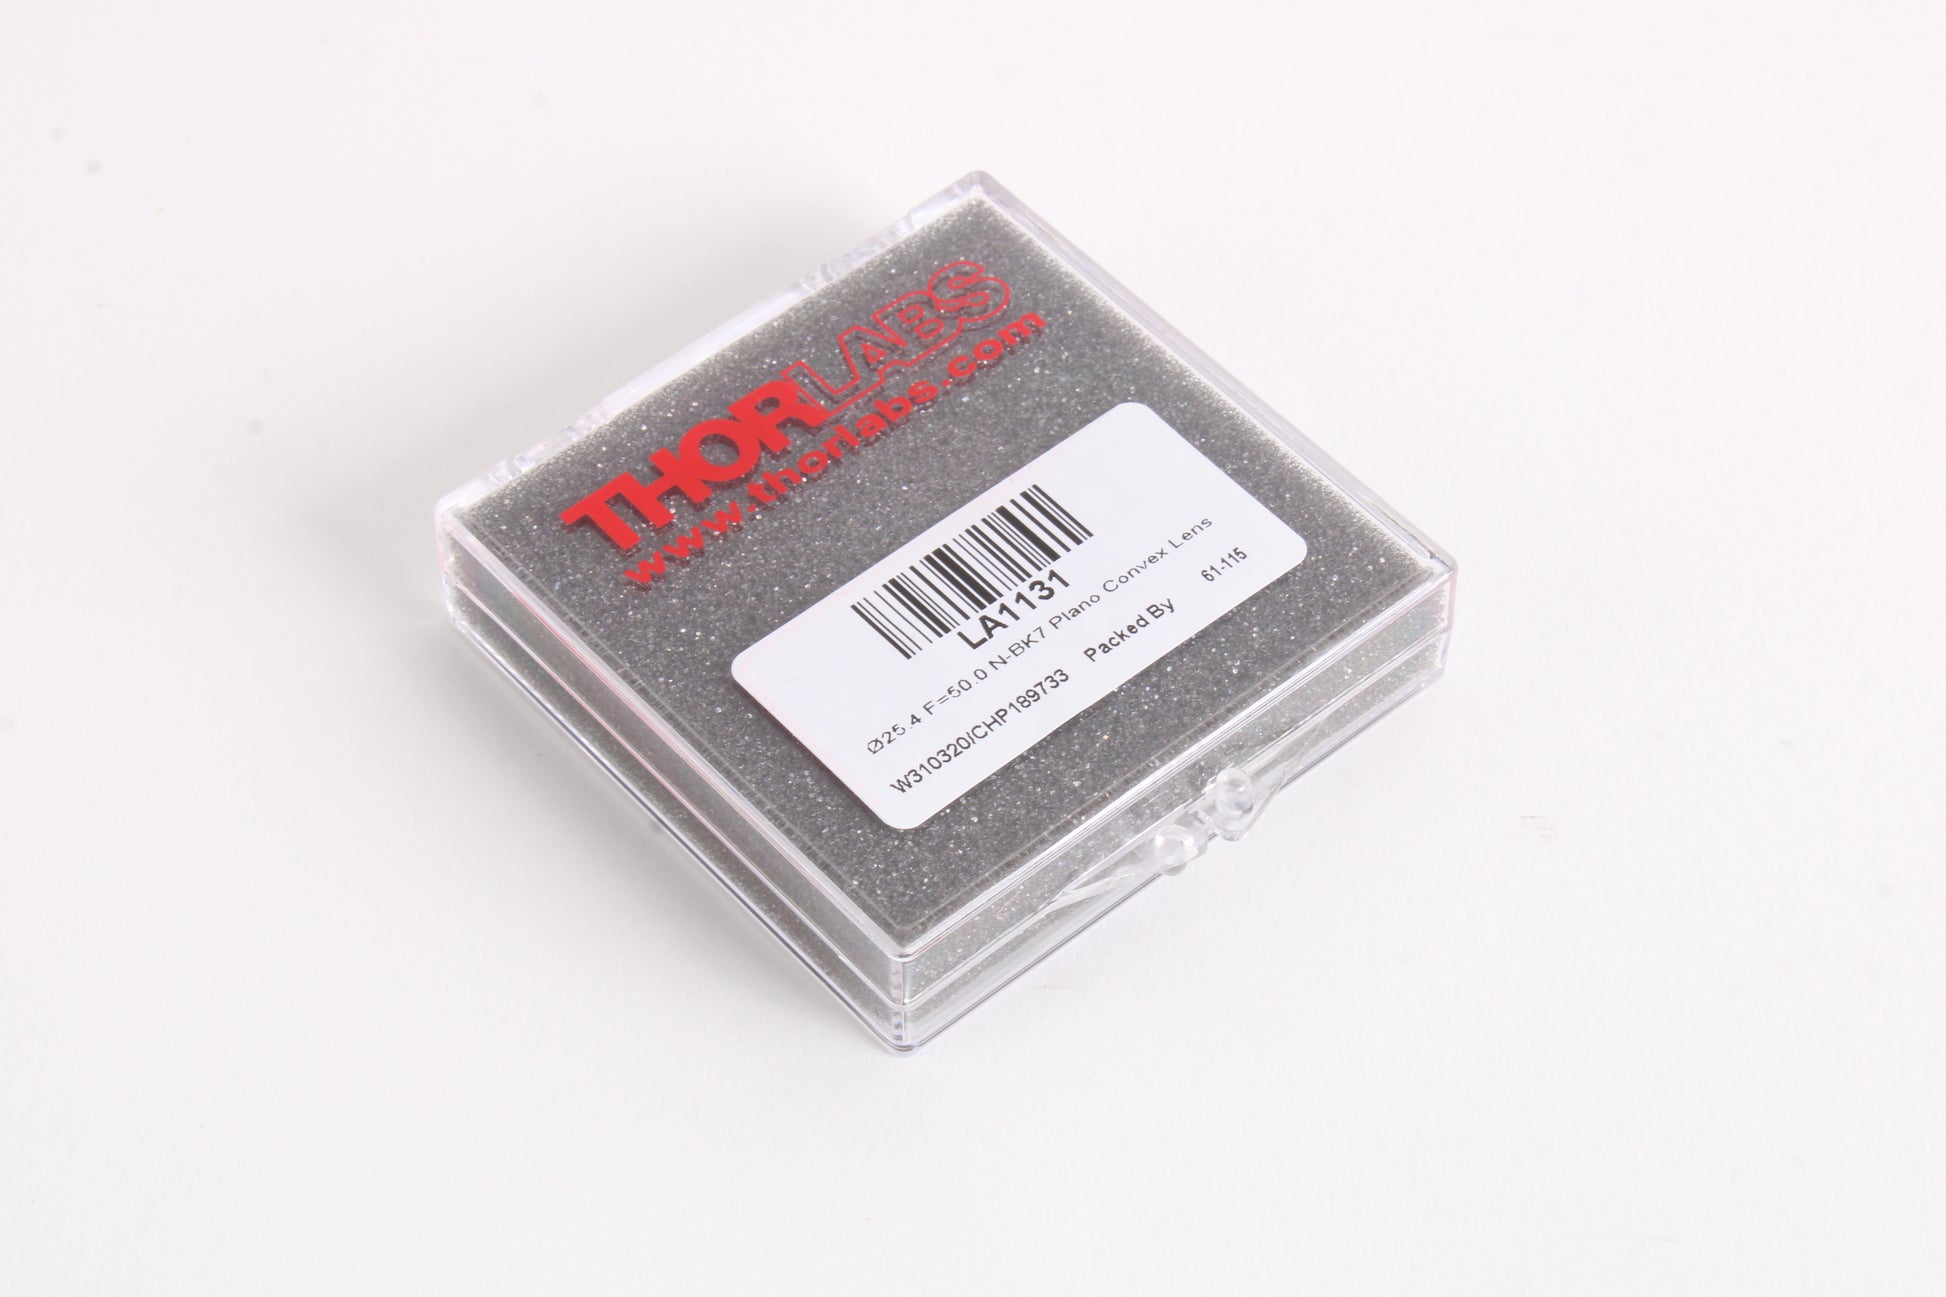 THORLABS
www.thorlabs.com
LA1131
Ø25.4 F=50.0 N-BK7 Plano Convex Lens
W310320/CHP189733 Packed By 61-115